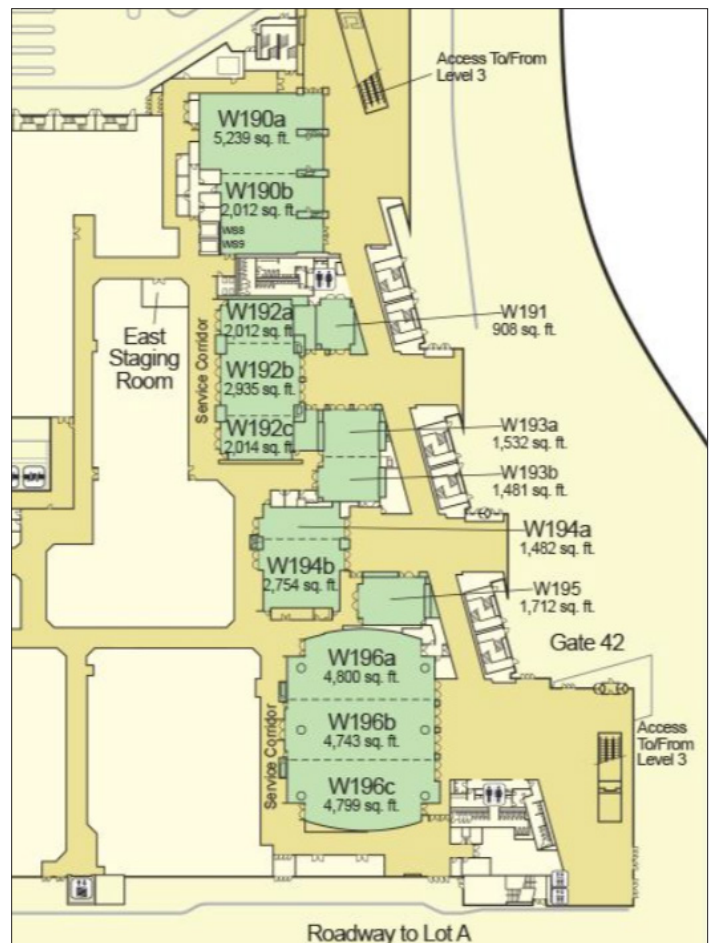 Access To/From
Level 3
W190a
5,239 sq. ft.
W190b
2,012 sq. ft.
W88
W89
East
Staging
Room
Service Corridor
W192a
2,012 sq. ft.
W192b
2,935 sq. ft.
W192c
2,014 sq. ft.
W191
908 sq. ft.
W193a
1,532 sq. ft.
W193b
1,481 sq. ft.
W194a
1,482 sq. ft.
W194b
2,754 sq. ft.
W195
1,712 sq. ft.
Gate 42
W196a
4,800 sq. ft.
W196b
4,743 sq. ft.
W196c
4,799 sq. ft.
Service Corridor
Access
To/From
Level 3
Roadway to Lot A